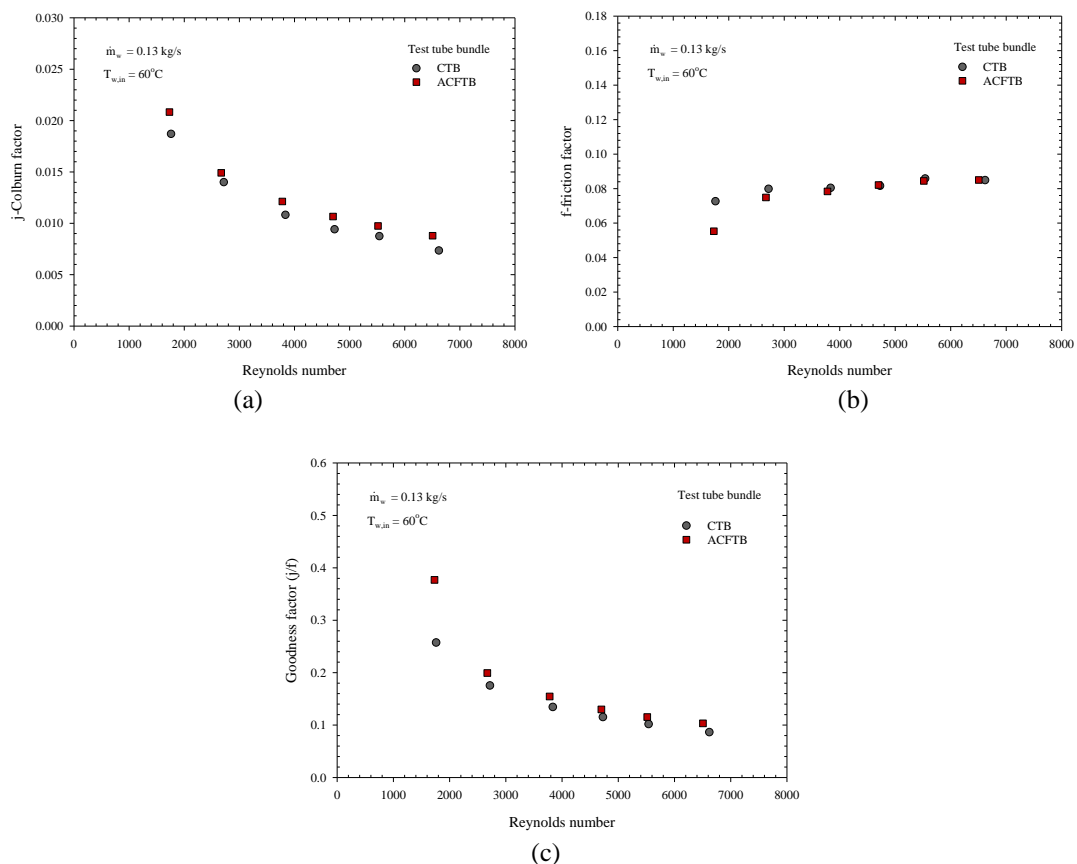 0.030
0.025
0.020
0.015
0.010
0.005
0.000
j-Colburn factor
ṁw = 0.13 kg/s
Tw,in = 60°C
Test tube bundle
CTB
ACFTB
0 1000 2000 3000 4000 5000 6000 7000 8000
Reynolds number
(a)
0.18
0.16
0.14
0.12
0.10
0.08
0.06
0.04
0.02
0.00
f-friction factor
ṁw = 0.13 kg/s
Tw,in = 60°C
Test tube bundle
CTB
ACFTB
0 1000 2000 3000 4000 5000 6000 7000 8000
Reynolds number
(b)
0.6
0.5
0.4
0.3
0.2
0.1
0.0
Goodness factor (j/f)
ṁw = 0.13 kg/s
Tw,in = 60°C
Test tube bundle
CTB
ACFTB
0 1000 2000 3000 4000 5000 6000 7000 8000
Reynolds number
(c)